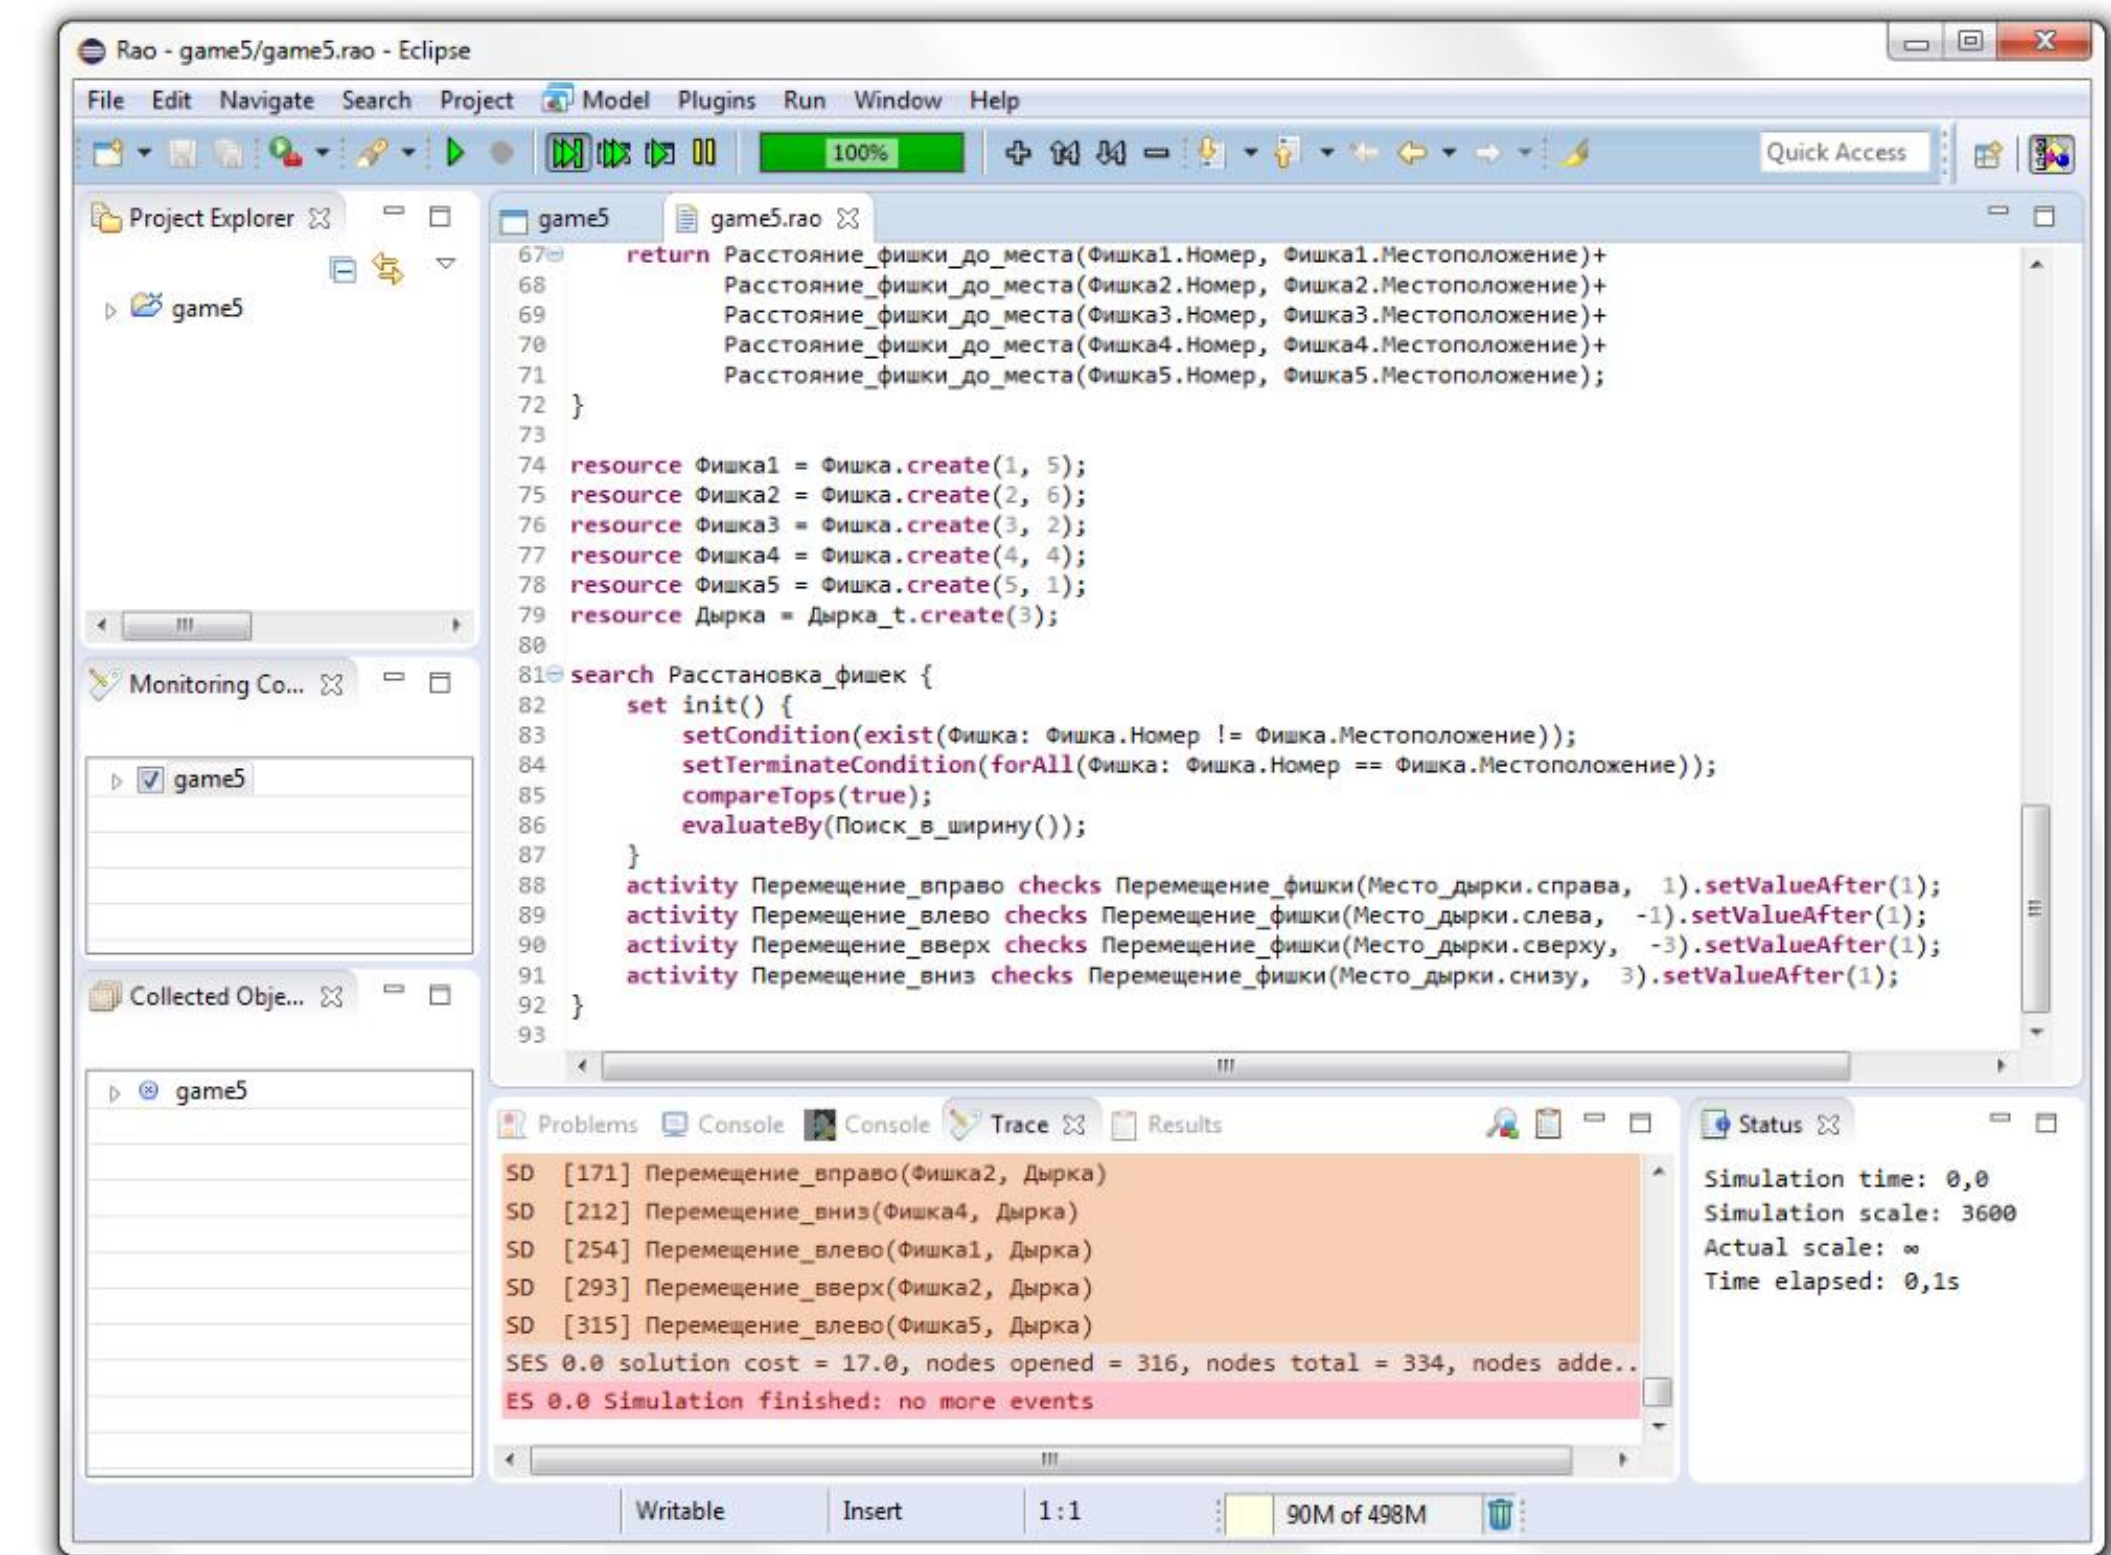 Rao - game5/game5.rao - Eclipse
File Edit Navigate Search Project Model Plugins Run Window Help
100%
Quick Access
Project Explorer
game5
Monitoring Co...
game5
Collected Obje...
game5
game5 game5.rao
67 return Расстояние_фишки_до_места(Фишка1.Номер, Фишка1.Местоположение)+
68 Расстояние_фишки_до_места(Фишка2.Номер, Фишка2.Местоположение)+
69 Расстояние_фишки_до_места(Фишка3.Номер, Фишка3.Местоположение)+
70 Расстояние_фишки_до_места(Фишка4.Номер, Фишка4.Местоположение)+
71 Расстояние_фишки_до_места(Фишка5.Номер, Фишка5.Местоположение);
72 }
73
74 resource Фишка1 = Фишка.create(1, 5);
75 resource Фишка2 = Фишка.create(2, 6);
76 resource Фишка3 = Фишка.create(3, 2);
77 resource Фишка4 = Фишка.create(4, 4);
78 resource Фишка5 = Фишка.create(5, 1);
79 resource Дырка = Дырка_t.create(3);
80
81 search Расстановка_фишек {
82 set init() {
83 setCondition(exist(Фишка: Фишка.Номер != Фишка.Местоположение));
84 setTerminateCondition(forAll(Фишка: Фишка.Номер == Фишка.Местоположение));
85 compareTops(true);
86 evaluateBy(Поиск_в_ширину());
87 }
88 activity Перемещение_вправо checks Перемещение_фишки(Место_дырки.справа, 1).setValueAfter(1);
89 activity Перемещение_влево checks Перемещение_фишки(Место_дырки.слева, -1).setValueAfter(1);
90 activity Перемещение_вверх checks Перемещение_фишки(Место_дырки.сверху, -3).setValueAfter(1);
91 activity Перемещение_вниз checks Перемещение_фишки(Место_дырки.снизу, 3).setValueAfter(1);
92 }
93
Problems Console Console Trace Results
SD [171] Перемещение_вправо(Фишка2, Дырка)
SD [212] Перемещение_вниз(Фишка4, Дырка)
SD [254] Перемещение_влево(Фишка1, Дырка)
SD [293] Перемещение_вверх(Фишка2, Дырка)
SD [315] Перемещение_влево(Фишка5, Дырка)
SES 0.0 solution cost = 17.0, nodes opened = 316, nodes total = 334, nodes adde..
ES 0.0 Simulation finished: no more events
Status
Simulation time: 0,0
Simulation scale: 3600
Actual scale: ∞
Time elapsed: 0,1s
Writable Insert 1:1 90M of 498M